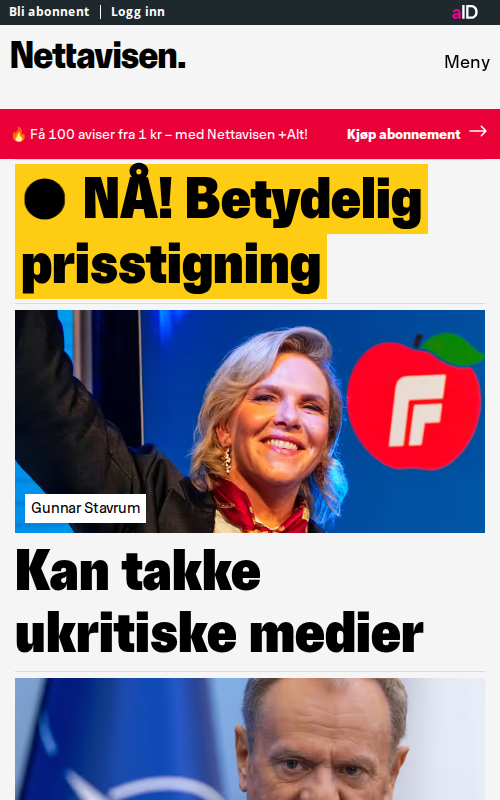 Bli abonnent | Logg inn
aID
Nettavisen.
Meny
🔥 Få 100 aviser fra 1 kr – med Nettavisen +Alt!
Kjøp abonnement →
● NÅ! Betydelig
prisstigning
Gunnar Stavrum
Kan takke
ukritiske medier